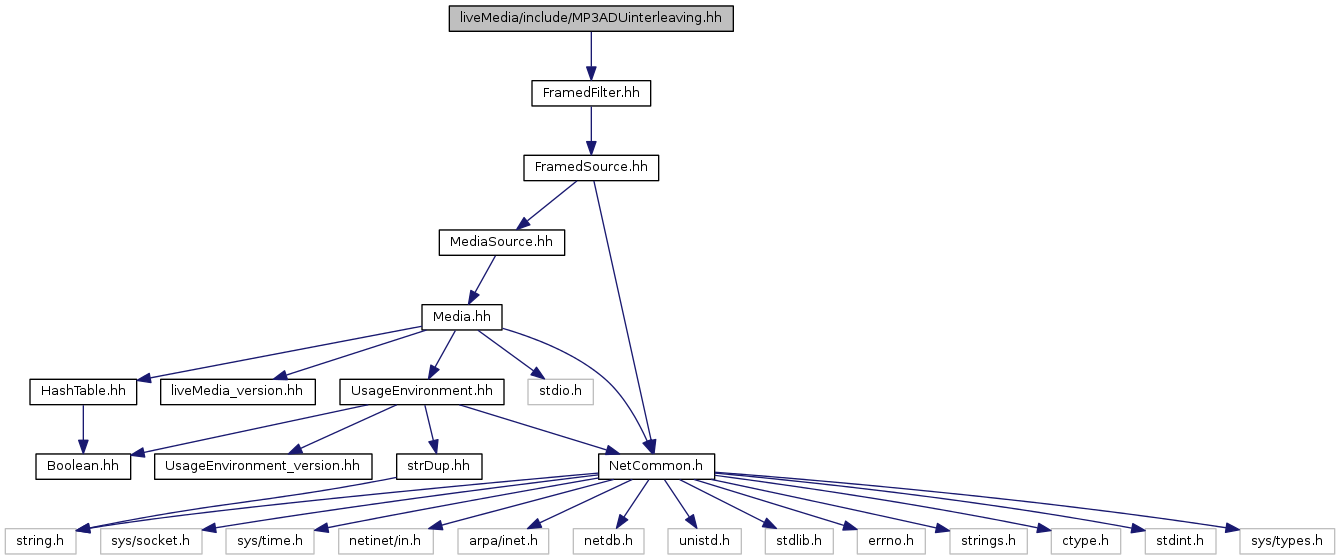 liveMedia/include/MP3ADUinterleaving.hh
FramedFilter.hh
FramedSource.hh
MediaSource.hh
Media.hh
HashTable.hh
liveMedia_version.hh
UsageEnvironment.hh
stdio.h
Boolean.hh
UsageEnvironment_version.hh
strDup.hh
NetCommon.h
string.h
sys/socket.h
sys/time.h
netinet/in.h
arpa/inet.h
netdb.h
unistd.h
stdlib.h
errno.h
strings.h
ctype.h
stdint.h
sys/types.h